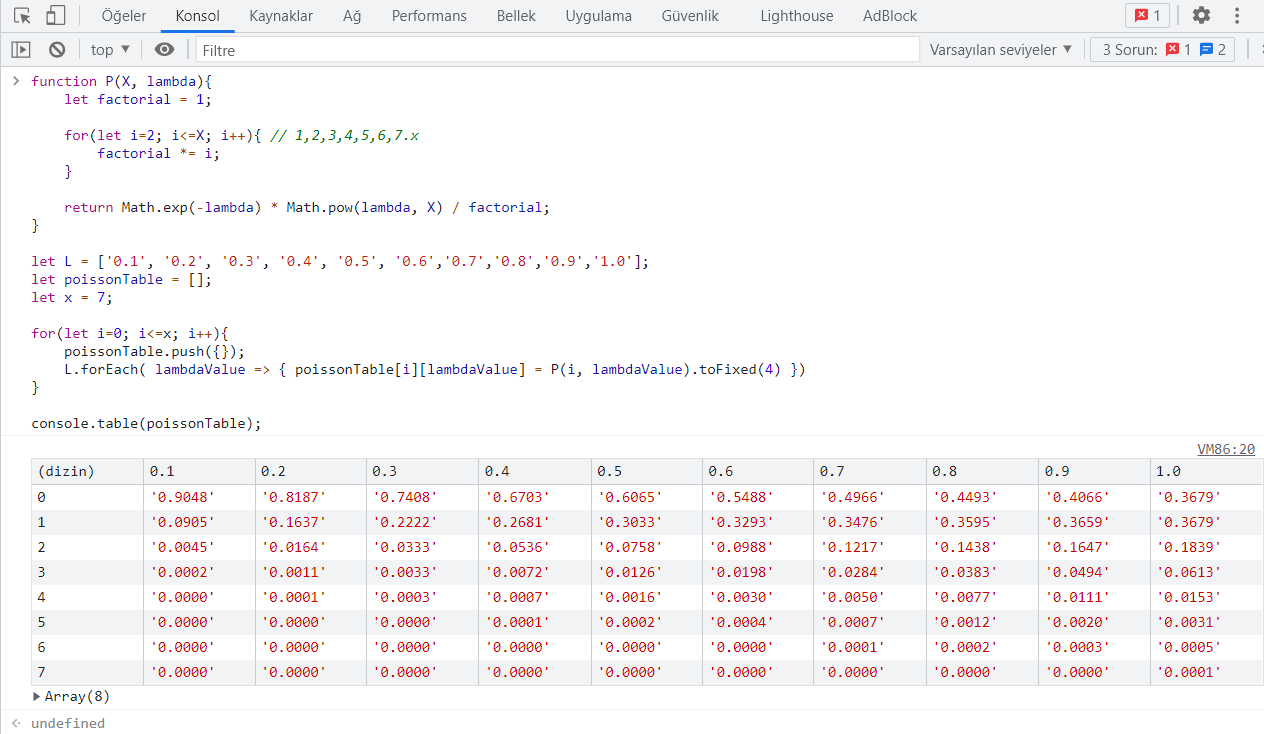 Öğeler Konsol Kaynaklar Ağ Performans Bellek Uygulama Güvenlik Lighthouse AdBlock 1
top ▼ Filtre Varsayılan seviyeler ▼ 3 Sorun: 1 2
> function P(X, lambda){
let factorial = 1;
for(let i=2; i<=X; i++){ // 1,2,3,4,5,6,7.x
factorial *= i;
}
return Math.exp(-lambda) * Math.pow(lambda, X) / factorial;
}
let L = ['0.1', '0.2', '0.3', '0.4', '0.5', '0.6','0.7','0.8','0.9','1.0'];
let poissonTable = [];
let x = 7;
for(let i=0; i<=x; i++){
poissonTable.push({});
L.forEach( lambdaValue => { poissonTable[i][lambdaValue] = P(i, lambdaValue).toFixed(4) })
}
console.table(poissonTable);
VM86:20
(dizin) 0.1 0.2 0.3 0.4 0.5 0.6 0.7 0.8 0.9 1.0
0 '0.9048' '0.8187' '0.7408' '0.6703' '0.6065' '0.5488' '0.4966' '0.4493' '0.4066' '0.3679'
1 '0.0905' '0.1637' '0.2222' '0.2681' '0.3033' '0.3293' '0.3476' '0.3595' '0.3659' '0.3679'
2 '0.0045' '0.0164' '0.0333' '0.0536' '0.0758' '0.0988' '0.1217' '0.1438' '0.1647' '0.1839'
3 '0.0002' '0.0011' '0.0033' '0.0072' '0.0126' '0.0198' '0.0284' '0.0383' '0.0494' '0.0613'
4 '0.0000' '0.0001' '0.0003' '0.0007' '0.0016' '0.0030' '0.0050' '0.0077' '0.0111' '0.0153'
5 '0.0000' '0.0000' '0.0000' '0.0001' '0.0002' '0.0004' '0.0007' '0.0012' '0.0020' '0.0031'
6 '0.0000' '0.0000' '0.0000' '0.0000' '0.0000' '0.0000' '0.0001' '0.0002' '0.0003' '0.0005'
7 '0.0000' '0.0000' '0.0000' '0.0000' '0.0000' '0.0000' '0.0000' '0.0000' '0.0000' '0.0001'
▶ Array(8)
undefined